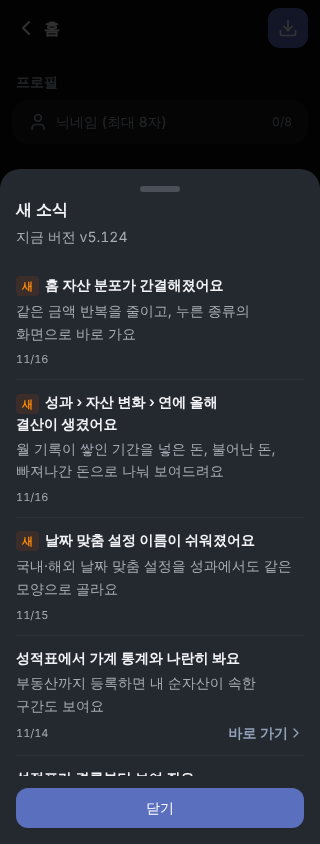 홈
프로필
닉네임 (최대 8자)
0/8
새 소식
지금 버전 v5.124
새 홈 자산 분포가 간결해졌어요
같은 금액 반복을 줄이고, 누른 종류의
화면으로 바로 가요
11/16
새 성과 › 자산 변화 › 연에 올해
결산이 생겼어요
월 기록이 쌓인 기간을 넣은 돈, 불어난 돈,
빠져나간 돈으로 나눠 보여드려요
11/16
새 날짜 맞춤 설정 이름이 쉬워졌어요
국내·해외 날짜 맞춤 설정을 성과에서도 같은
모양으로 골라요
11/15
성적표에서 가계 통계와 나란히 봐요
부동산까지 등록하면 내 순자산이 속한
구간도 보여요
11/14
바로 가기
닫기